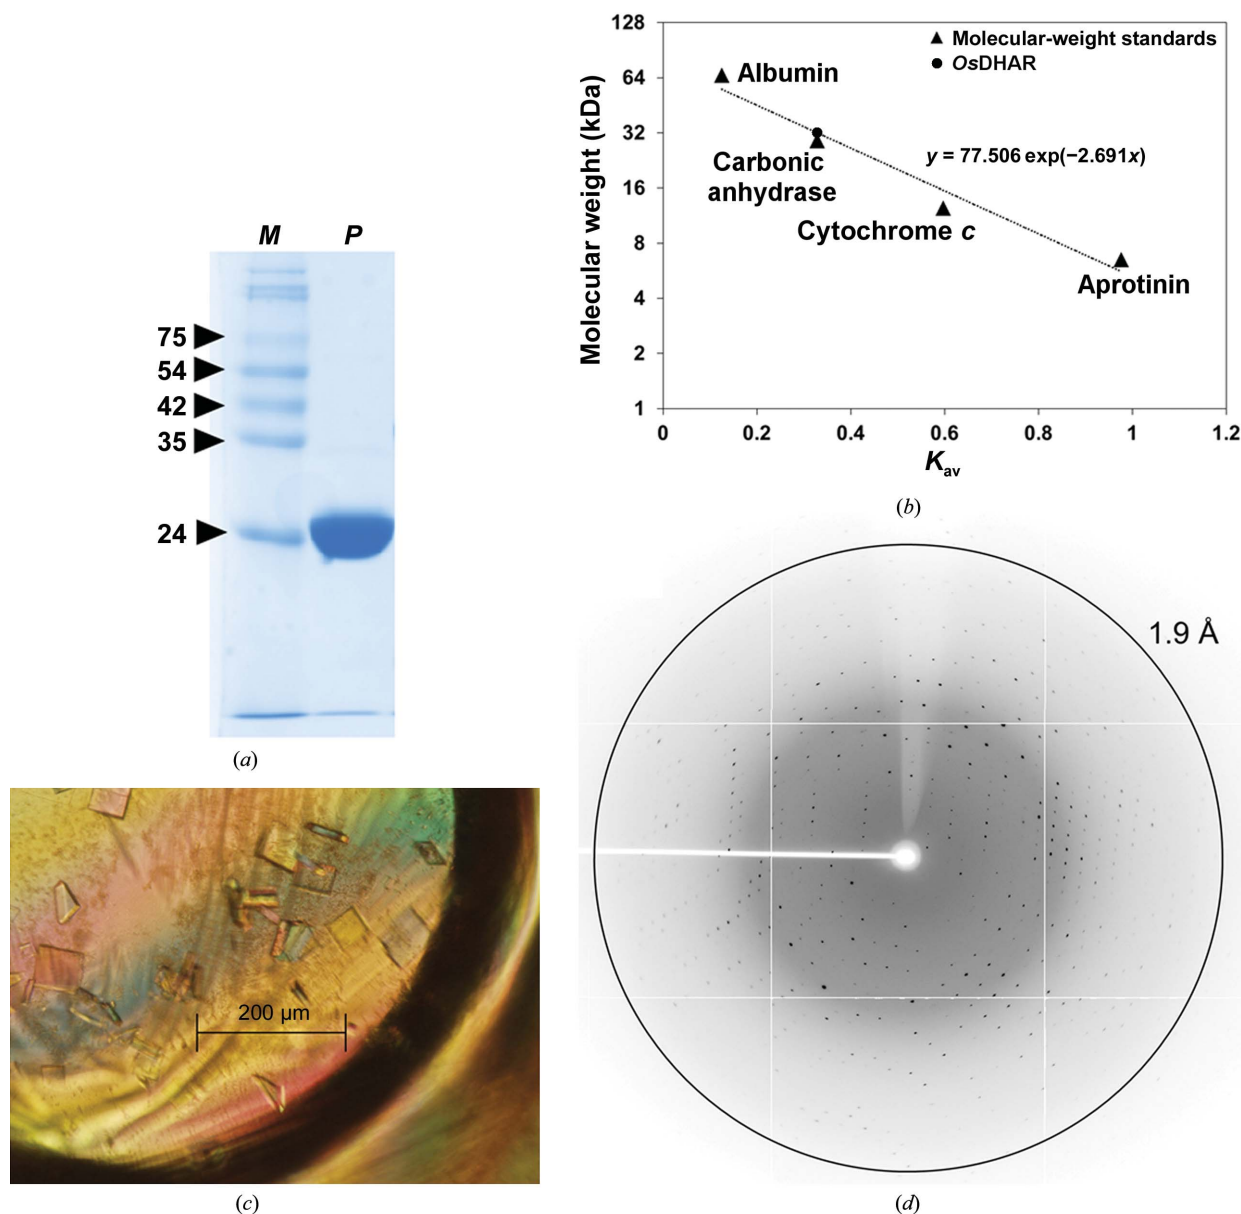 M P
75
54
42
35
24
(a)
128
64
32
16
8
4
2
1
Molecular weight (kDa)
Molecular-weight standards
OsDHAR
Albumin
Carbonic
anhydrase
y = 77.506 exp(−2.691x)
Cytochrome c
Aprotinin
0 0.2 0.4 0.6 0.8 1 1.2
Kav
(b)
200 µm
(c)
1.9 Å
(d)